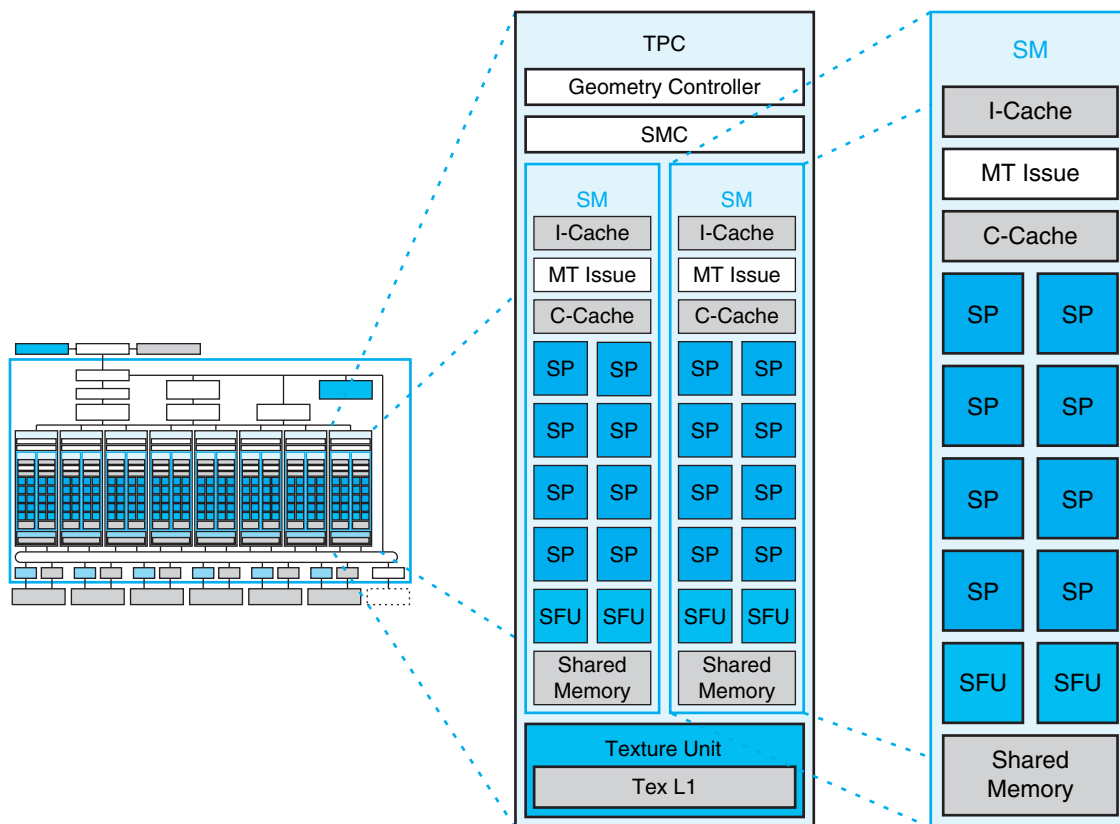 TPC
Geometry Controller
SMC
SM
I-Cache
MT Issue
C-Cache
SP SP
SP SP
SP SP
SP SP
SFU SFU
Shared
Memory
SM
I-Cache
MT Issue
C-Cache
SP SP
SP SP
SP SP
SP SP
SFU SFU
Shared
Memory
Texture Unit
Tex L1
SM
I-Cache
MT Issue
C-Cache
SP SP
SP SP
SP SP
SP SP
SFU SFU
Shared
Memory